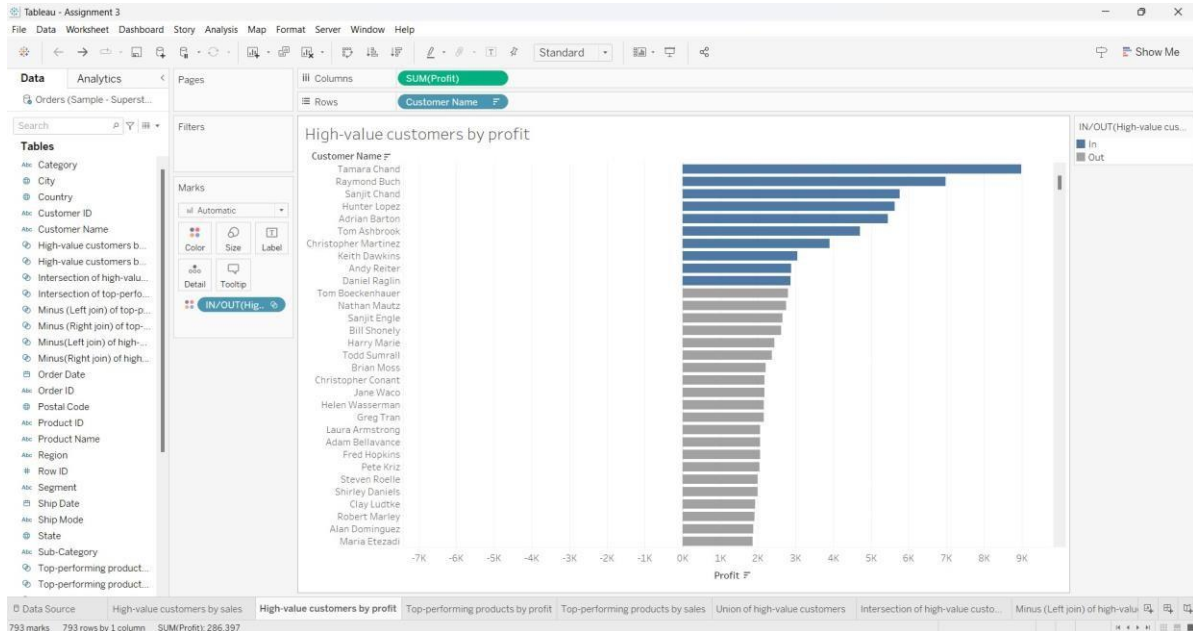 Tableau - Assignment 3
File Data Worksheet Dashboard Story Analysis Map Format Server Window Help
Standard
Show Me
Data Analytics
Orders (Sample - Superst...
Search
Tables
Abc Category
City
Country
Abc Customer ID
Abc Customer Name
High-value customers b...
High-value customers b...
Intersection of high-valu...
Intersection of top-perfo...
Minus (Left join) of top-p...
Minus (Right join) of top-...
Minus(Left join) of high-...
Minus(Right join) of high...
Order Date
Abc Order ID
Postal Code
Abc Product ID
Abc Product Name
Abc Region
# Row ID
Abc Segment
Ship Date
Abc Ship Mode
State
Abc Sub-Category
Top-performing product...
Top-performing product...
Pages
Filters
Marks
Automatic
Color Size Label
Detail Tooltip
IN/OUT(Hig..
Columns SUM(Profit)
Rows Customer Name
High-value customers by profit
Customer Name
Tamara Chand
Raymond Buch
Sanjit Chand
Hunter Lopez
Adrian Barton
Tom Ashbrook
Christopher Martinez
Keith Dawkins
Andy Reiter
Daniel Raglin
Tom Boeckenhauer
Nathan Mautz
Sanjit Engle
Bill Shonely
Harry Marie
Todd Sumrall
Brian Moss
Christopher Conant
Jane Waco
Helen Wasserman
Greg Tran
Laura Armstrong
Adam Bellavance
Fred Hopkins
Pete Kriz
Steven Roelle
Shirley Daniels
Clay Ludtke
Robert Marley
Alan Dominguez
Maria Etezadi
-7K -6K -5K -4K -3K -2K -1K 0K 1K 2K 3K 4K 5K 6K 7K 8K 9K
Profit
IN/OUT(High-value cus...
In
Out
Data Source High-value customers by sales High-value customers by profit Top-performing products by profit Top-performing products by sales Union of high-value customers Intersection of high-value custo... Minus (Left join) of high-valu
793 marks 793 rows by 1 column SUM(Profit): 286,397